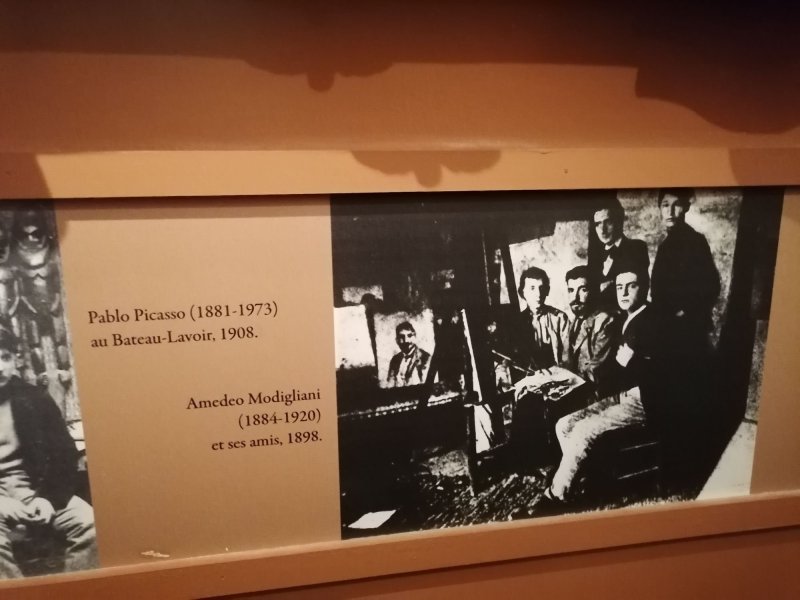 Pablo Picasso (1881-1973)
au Bateau-Lavoir, 1908.
Amedeo Modigliani
(1884-1920)
et ses amis, 1898.